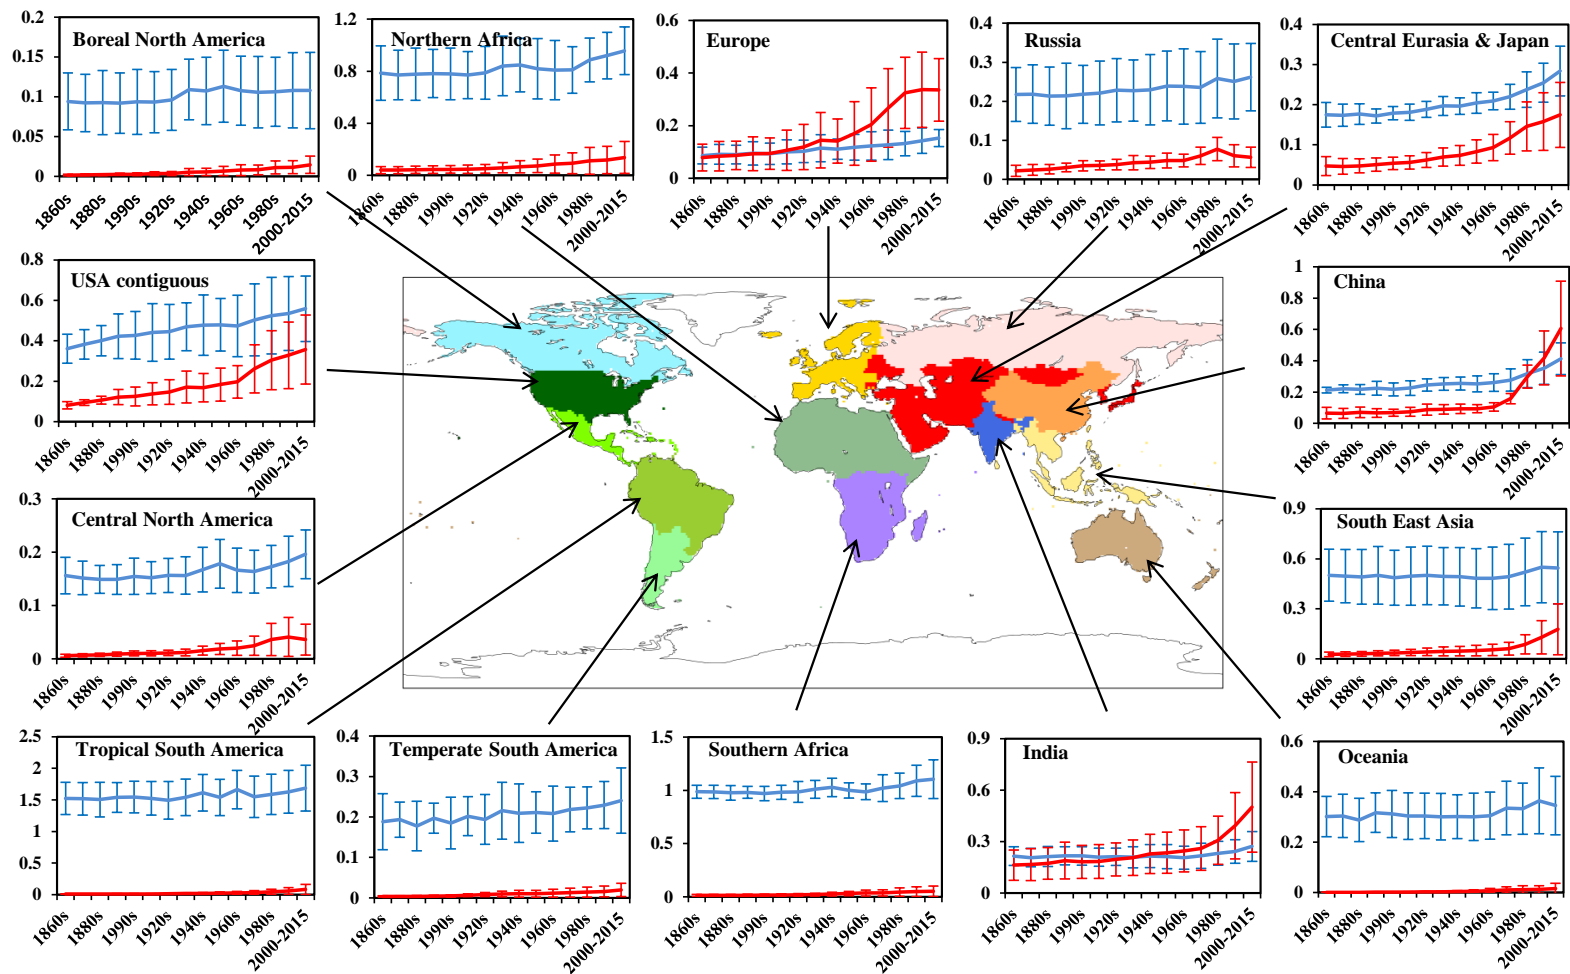 0.2
0.15
0.1
0.05
0
Boreal North America
1860s
1880s
1990s
1920s
1940s
1960s
1980s
2000-2015
1.2
0.8
0.4
0
Northern Africa
1860s
1880s
1990s
1920s
1940s
1960s
1980s
2000-2015
0.6
0.4
0.2
0
Europe
1860s
1880s
1990s
1920s
1940s
1960s
1980s
2000-2015
0.4
0.3
0.2
0.1
0
Russia
1860s
1880s
1990s
1920s
1940s
1960s
1980s
2000-2015
0.4
0.3
0.2
0.1
0
Central Eurasia & Japan
1860s
1880s
1990s
1920s
1940s
1960s
1980s
2000-2015
0.8
0.6
0.4
0.2
0
USA contiguous
1860s
1880s
1990s
1920s
1940s
1960s
1980s
2000-2015
1
0.8
0.6
0.4
0.2
0
China
1860s
1880s
1990s
1920s
1940s
1960s
1980s
2000-2015
0.3
0.2
0.1
0
Central North America
1860s
1880s
1990s
1920s
1940s
1960s
1980s
2000-2015
0.9
0.6
0.3
0
South East Asia
1860s
1880s
1990s
1920s
1940s
1960s
1980s
2000-2015
2.5
2
1.5
1
0.5
0
Tropical South America
1860s
1880s
1990s
1920s
1940s
1960s
1980s
2000-2015
0.4
0.3
0.2
0.1
0
Temperate South America
1860s
1880s
1990s
1920s
1940s
1960s
1980s
2000-2015
1.5
1
0.5
0
Southern Africa
1860s
1880s
1990s
1920s
1940s
1960s
1980s
2000-2015
0.9
0.6
0.3
0
India
1860s
1880s
1990s
1920s
1940s
1960s
1980s
2000-2015
0.6
0.4
0.2
0
Oceania
1860s
1880s
1990s
1920s
1940s
1960s
1980s
2000-2015